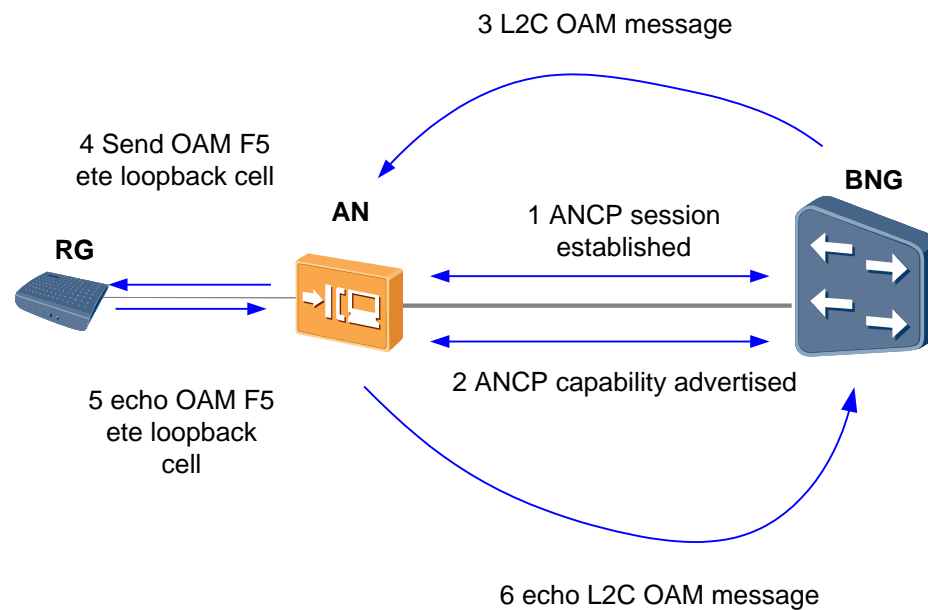 3 L2C OAM message
4 Send OAM F5
ete loopback cell
BNG
AN
1 ANCP session
established
RG
2 ANCP capability advertised
5 echo OAM F5
ete loopback
cell
6 echo L2C OAM message